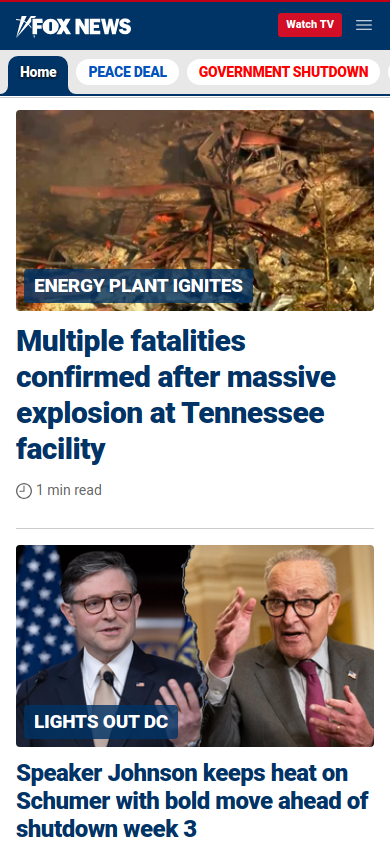 FOX NEWS
Watch TV
Home
PEACE DEAL
GOVERNMENT SHUTDOWN
ENERGY PLANT IGNITES
Multiple fatalities
confirmed after massive
explosion at Tennessee
facility
1 min read
LIGHTS OUT DC
Speaker Johnson keeps heat on
Schumer with bold move ahead of
shutdown week 3